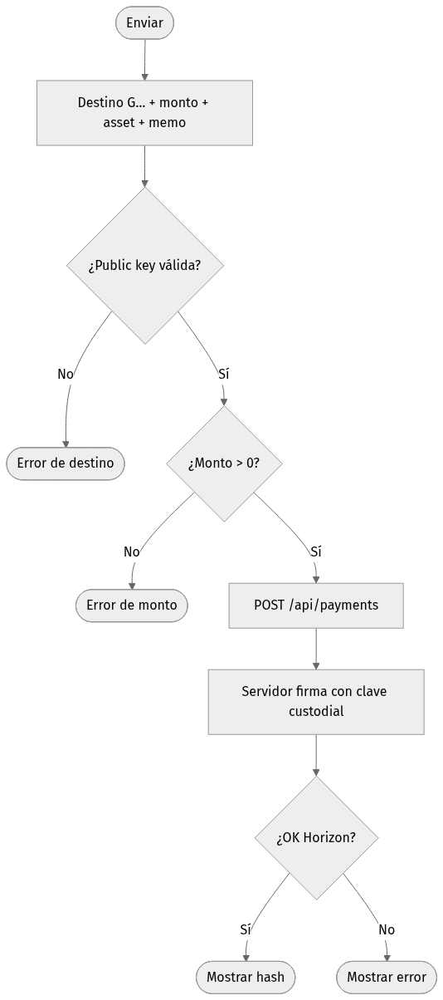 Enviar
Destino G... + monto +
asset + memo
¿Public key válida?
No
Sí
Error de destino
¿Monto > 0?
No
Sí
Error de monto
POST /api/payments
Servidor firma con clave
custodial
¿OK Horizon?
Sí
No
Mostrar hash
Mostrar error